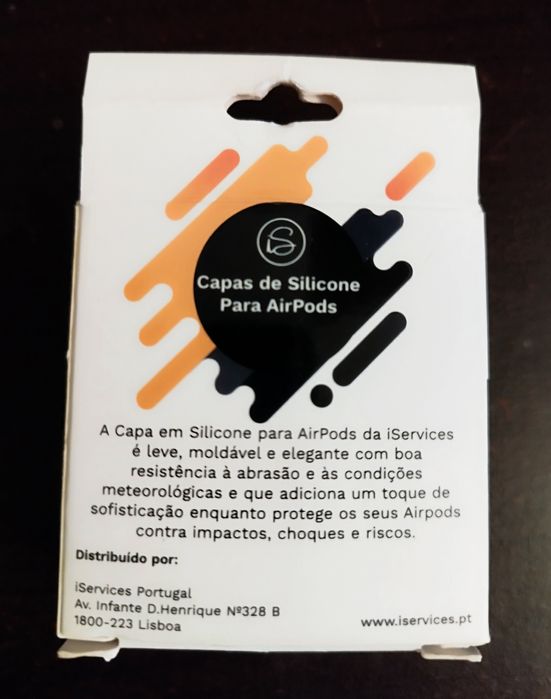 iS
Capas de Silicone
Para AirPods
A Capa em Silicone para AirPods da iServices
é leve, moldável e elegante com boa
resistência à abrasão e às condições
meteorológicas e que adiciona um toque de
sofisticação enquanto protege os seus Airpods
contra impactos, choques e riscos.
Distribuído por:
iServices Portugal
Av. Infante D.Henrique Nº328 B
1800-223 Lisboa
www.iservices.pt